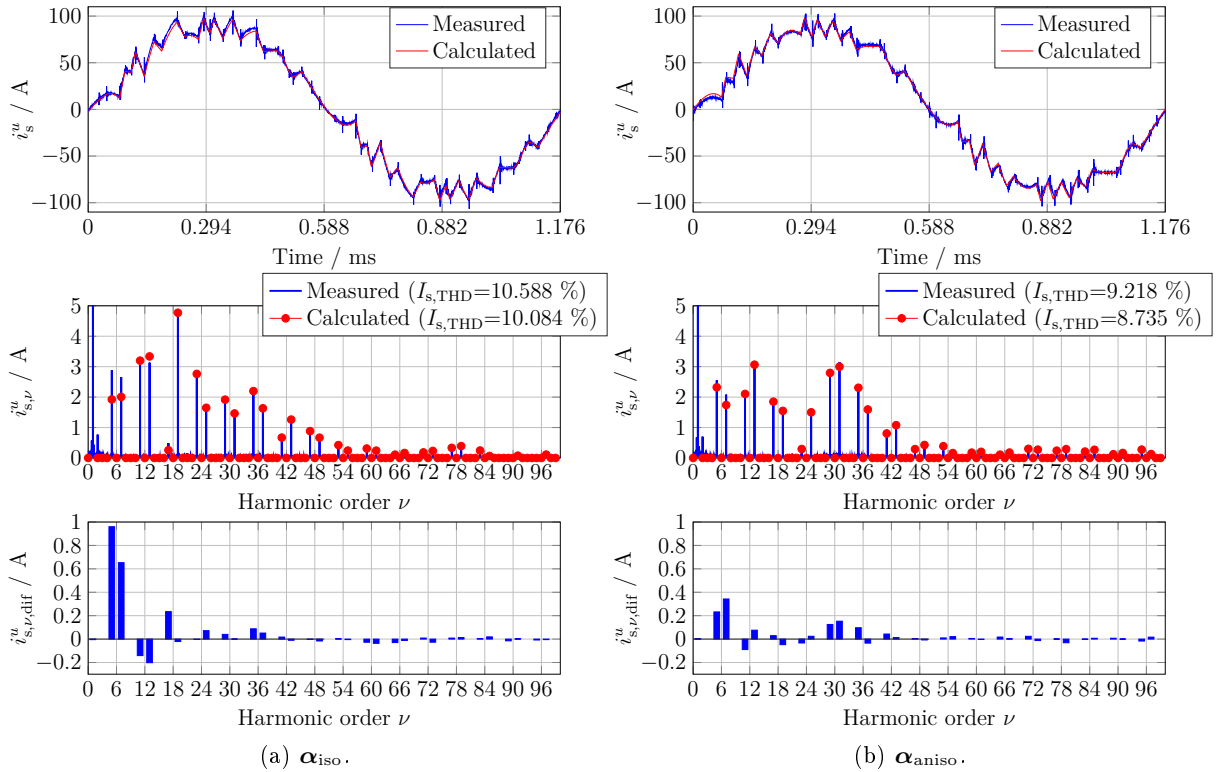 100
50
0
−50
−100
i_s^u / A
Measured
Calculated
0 0.294 0.588 0.882 1.176
Time / ms
100
50
0
−50
−100
i_s^u / A
Measured
Calculated
0 0.294 0.588 0.882 1.176
Time / ms
Measured (I_s,THD=10.588 %)
Calculated (I_s,THD=10.084 %)
5
4
3
2
1
0
i_s,ν^u / A
0 6 12 18 24 30 36 42 48 54 60 66 72 78 84 90 96
Harmonic order ν
Measured (I_s,THD=9.218 %)
Calculated (I_s,THD=8.735 %)
5
4
3
2
1
0
i_s,ν^u / A
0 6 12 18 24 30 36 42 48 54 60 66 72 78 84 90 96
Harmonic order ν
1
0.8
0.6
0.4
0.2
0
−0.2
i_s,ν,dif^u / A
0 6 12 18 24 30 36 42 48 54 60 66 72 78 84 90 96
Harmonic order ν
(a) α_iso.
1
0.8
0.6
0.4
0.2
0
−0.2
i_s,ν,dif^u / A
0 6 12 18 24 30 36 42 48 54 60 66 72 78 84 90 96
Harmonic order ν
(b) α_aniso.